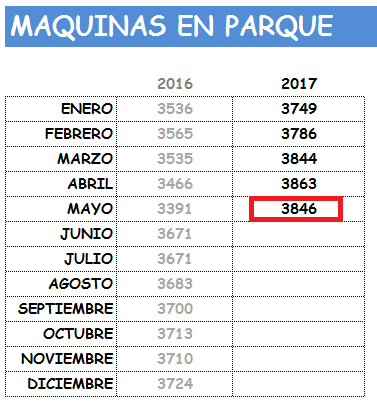 MAQUINAS EN PARQUE
2016 2017
ENERO 3536 3749
FEBRERO 3565 3786
MARZO 3535 3844
ABRIL 3466 3863
MAYO 3391 3846
JUNIO 3671
JULIO 3671
AGOSTO 3683
SEPTIEMBRE 3700
OCTUBRE 3713
NOVIEMBRE 3710
DICIEMBRE 3724